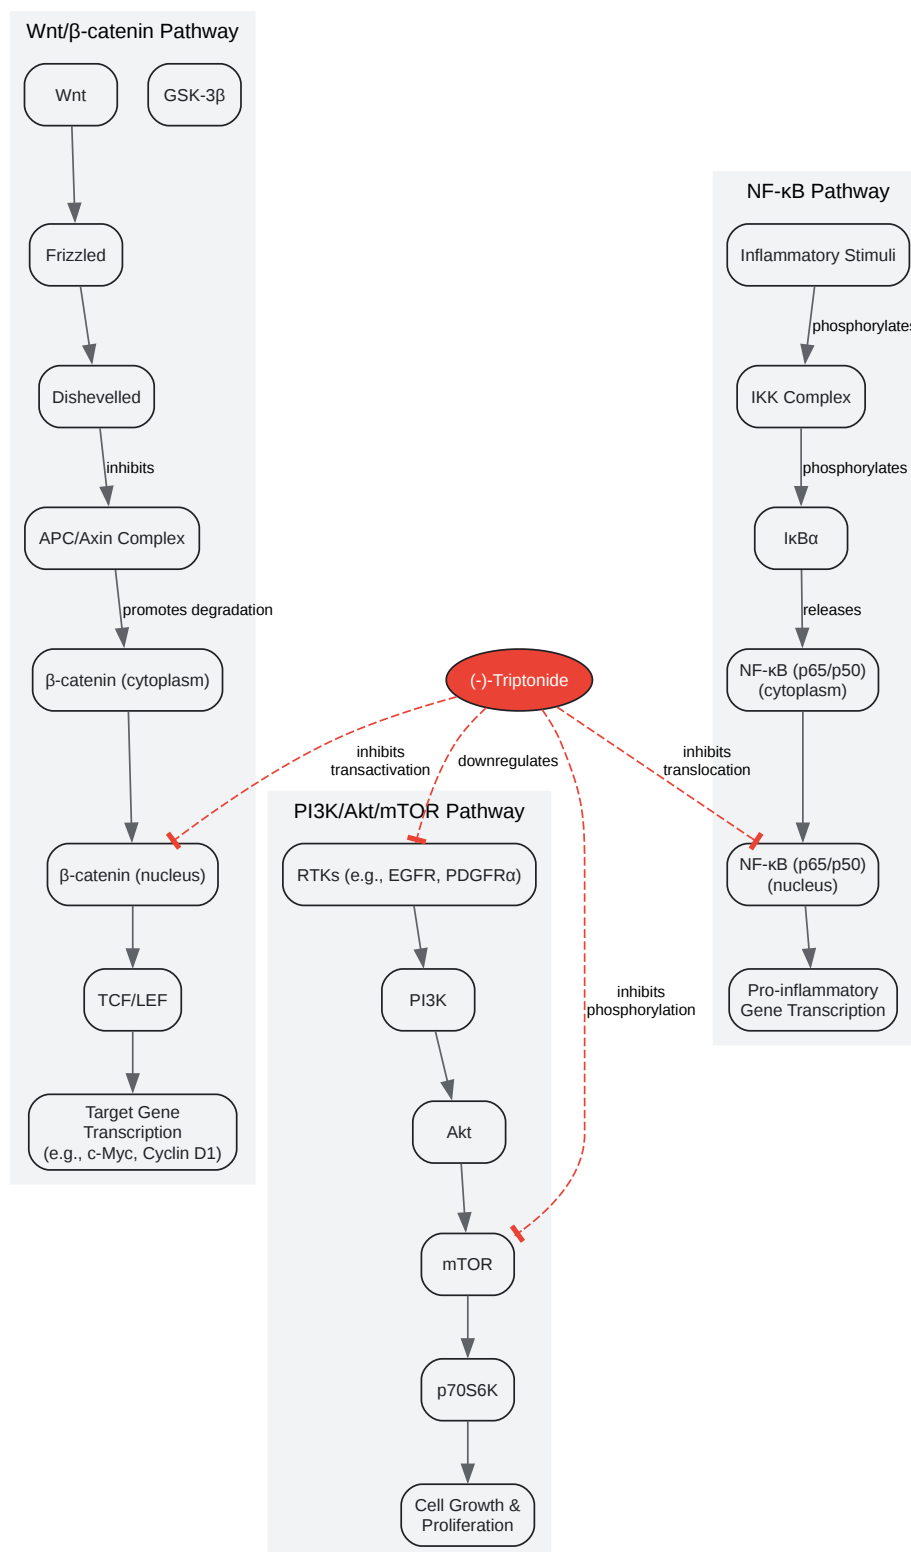 Wnt/β-catenin Pathway
Wnt
GSK-3β
Frizzled
Dishevelled
inhibits
APC/Axin Complex
promotes degradation
β-catenin (cytoplasm)
β-catenin (nucleus)
TCF/LEF
Target Gene
Transcription
(e.g., c-Myc, Cyclin D1)
(-)-Triptonide
inhibits
transactivation
downregulates
inhibits
translocation
inhibits
phosphorylation
PI3K/Akt/mTOR Pathway
RTKs (e.g., EGFR, PDGFRα)
PI3K
Akt
mTOR
p70S6K
Cell Growth &
Proliferation
NF-κB Pathway
Inflammatory Stimuli
phosphorylates
IKK Complex
phosphorylates
IκBα
releases
NF-κB (p65/p50)
(cytoplasm)
NF-κB (p65/p50)
(nucleus)
Pro-inflammatory
Gene Transcription